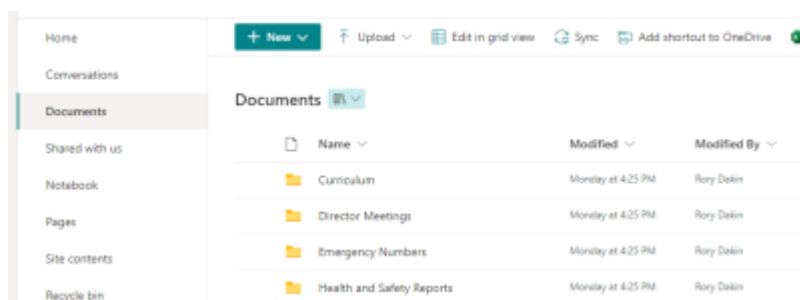 Home
Conversations
Documents
Shared with us
Notebook
Pages
Site contents
Recycle bin
+ New Upload Edit in grid view Sync Add shortcut to OneDrive
Documents
Name Modified Modified By
Curriculum Monday at 4:25 PM Rory Dakin
Director Meetings Monday at 4:25 PM Rory Dakin
Emergency Numbers Monday at 4:25 PM Rory Dakin
Health and Safety Reports Monday at 4:25 PM Rory Dakin